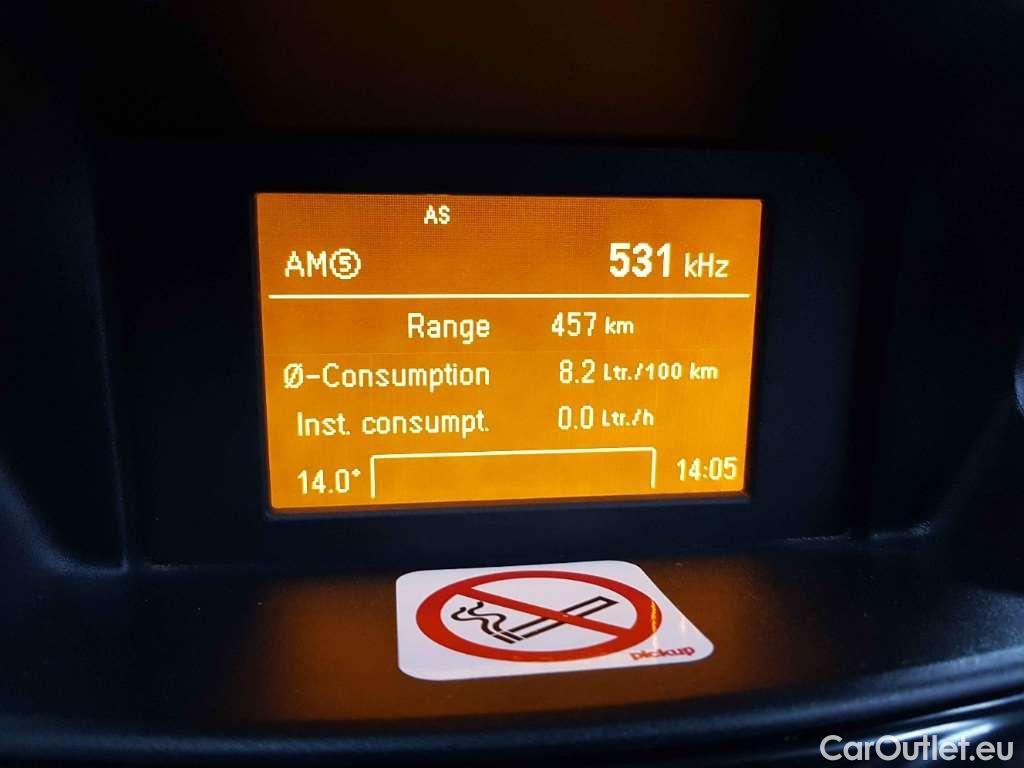 AS
AM⑤ 531 kHz
Range 457 km
Ø-Consumption 8.2 Ltr./100 km
Inst. consumpt. 0.0 Ltr./h
14.0° 14:05
pickup
CarOutlet.eu